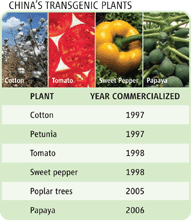 CHINA'S TRANSGENIC PLANTS
Cotton Tomato Sweet Pepper Papaya
PLANT YEAR COMMERCIALIZED
Cotton 1997
Petunia 1997
Tomato 1998
Sweet pepper 1998
Poplar trees 2005
Papaya 2006